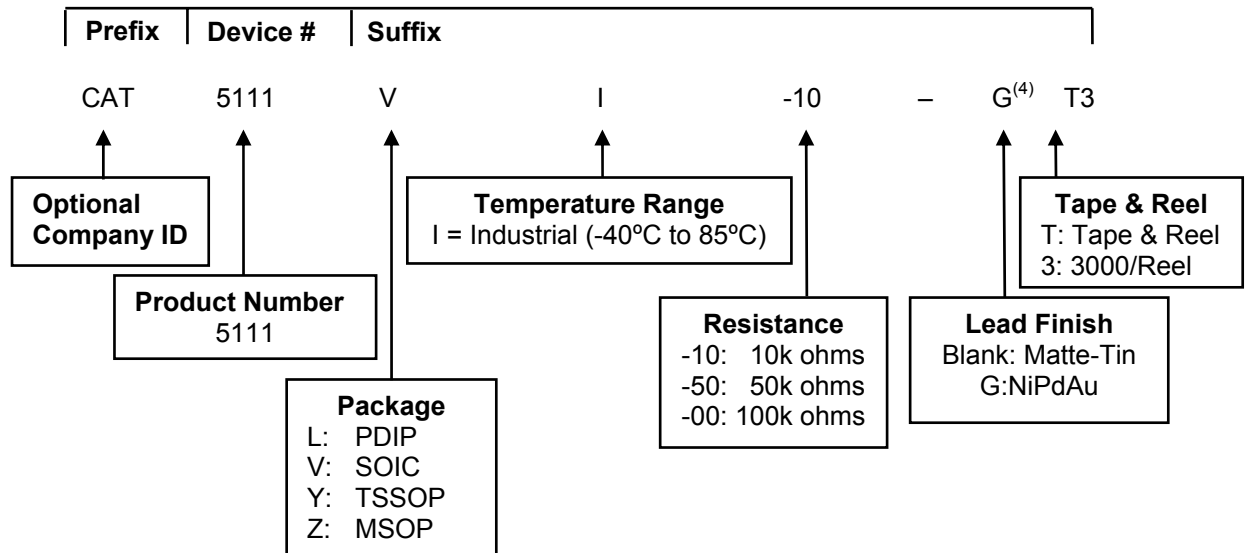 Prefix Device # Suffix
CAT 5111 V I -10 – G(4) T3
Optional
Company ID
Product Number
5111
Package
L: PDIP
V: SOIC
Y: TSSOP
Z: MSOP
Temperature Range
I = Industrial (-40ºC to 85ºC)
Resistance
-10: 10k ohms
-50: 50k ohms
-00: 100k ohms
Lead Finish
Blank: Matte-Tin
G:NiPdAu
Tape & Reel
T: Tape & Reel
3: 3000/Reel